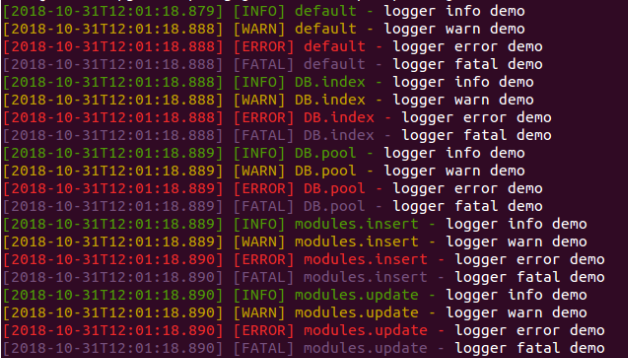 [2018-10-31T12:01:18.879] [INFO] default - logger info demo
[2018-10-31T12:01:18.888] [WARN] default - logger warn demo
[2018-10-31T12:01:18.888] [ERROR] default - logger error demo
[2018-10-31T12:01:18.888] [FATAL] default - logger fatal demo
[2018-10-31T12:01:18.888] [INFO] DB.index - logger info demo
[2018-10-31T12:01:18.888] [WARN] DB.index - logger warn demo
[2018-10-31T12:01:18.888] [ERROR] DB.index - logger error demo
[2018-10-31T12:01:18.888] [FATAL] DB.index - logger fatal demo
[2018-10-31T12:01:18.889] [INFO] DB.pool - logger info demo
[2018-10-31T12:01:18.889] [WARN] DB.pool - logger warn demo
[2018-10-31T12:01:18.889] [ERROR] DB.pool - logger error demo
[2018-10-31T12:01:18.889] [FATAL] DB.pool - logger fatal demo
[2018-10-31T12:01:18.889] [INFO] modules.insert - logger info demo
[2018-10-31T12:01:18.889] [WARN] modules.insert - logger warn demo
[2018-10-31T12:01:18.890] [ERROR] modules.insert - logger error demo
[2018-10-31T12:01:18.890] [FATAL] modules.insert - logger fatal demo
[2018-10-31T12:01:18.890] [INFO] modules.update - logger info demo
[2018-10-31T12:01:18.890] [WARN] modules.update - logger warn demo
[2018-10-31T12:01:18.890] [ERROR] modules.update - logger error demo
[2018-10-31T12:01:18.890] [FATAL] modules.update - logger fatal demo